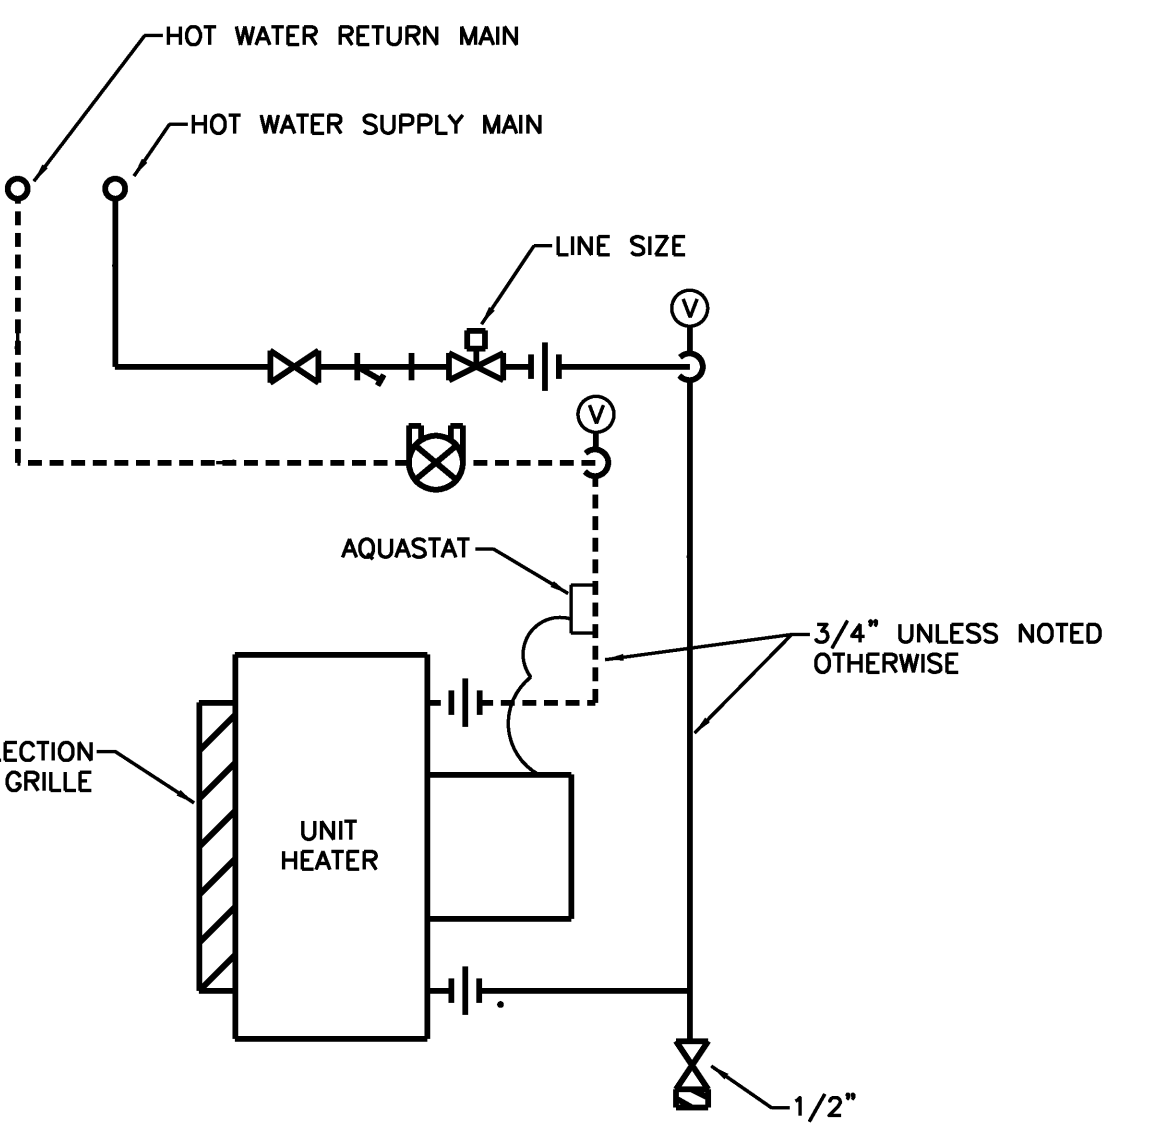 HOT WATER RETURN MAIN
HOT WATER SUPPLY MAIN
LINE SIZE
V
V
AQUASTAT
3/4" UNLESS NOTED
OTHERWISE
GRILLE
UNIT
HEATER
1/2"